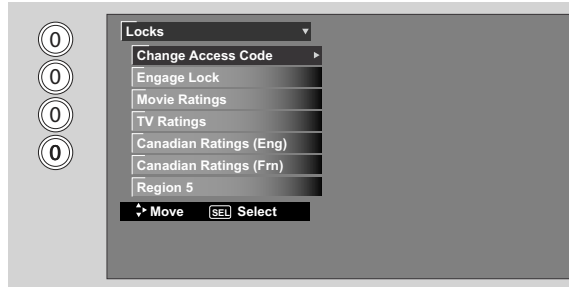 0
0
0
0
Locks
Change Access Code
Engage Lock
Movie Ratings
TV Ratings
Canadian Ratings (Eng)
Canadian Ratings (Frn)
Region 5
Move SEL Select